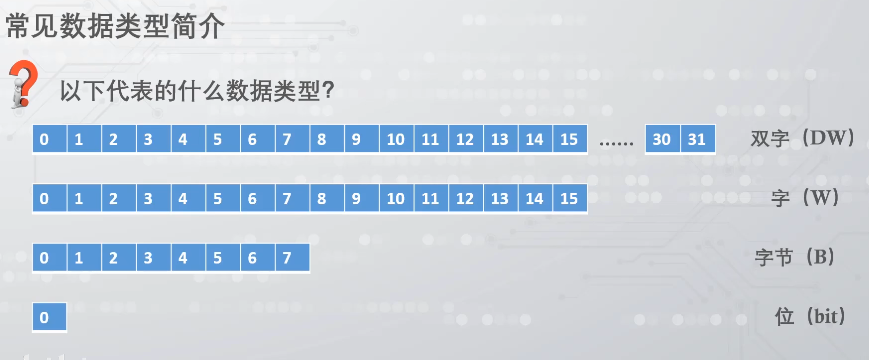 常见数据类型简介
以下代表的什么数据类型？
0 1 2 3 4 5 6 7 8 9 10 11 12 13 14 15 …… 30 31 双字（DW）
0 1 2 3 4 5 6 7 8 9 10 11 12 13 14 15 字（W）
0 1 2 3 4 5 6 7 字节（B）
0 位（bit）